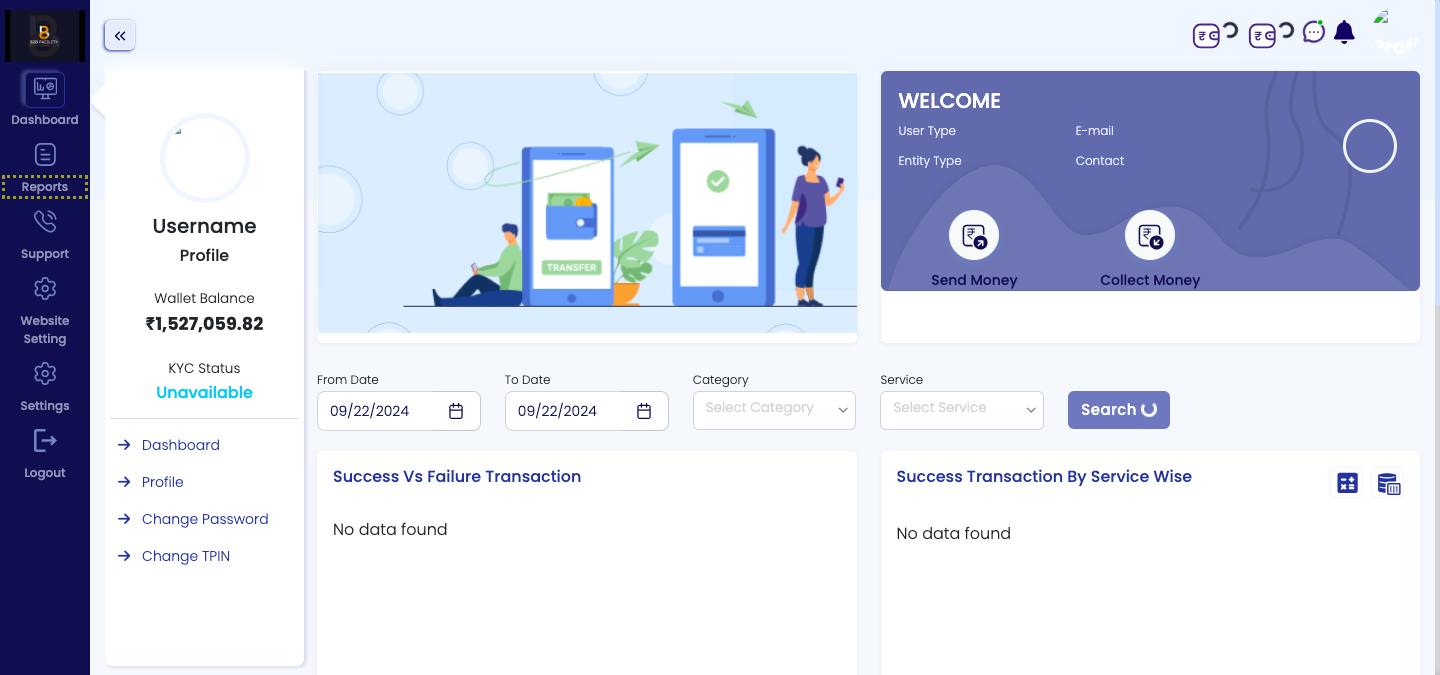 B2B FACILITY
Dashboard
Reports
Support
Website
Setting
Settings
Logout
Username
Profile
Wallet Balance
₹1,527,059.82
KYC Status
Unavailable
Dashboard
Profile
Change Password
Change TPIN
TRANSFER
WELCOME
User Type
E-mail
Entity Type
Contact
Send Money
Collect Money
From Date
To Date
Category
Service
09/22/2024
09/22/2024
Select Category
Select Service
Search
Success Vs Failure Transaction
No data found
Success Transaction By Service Wise
No data found